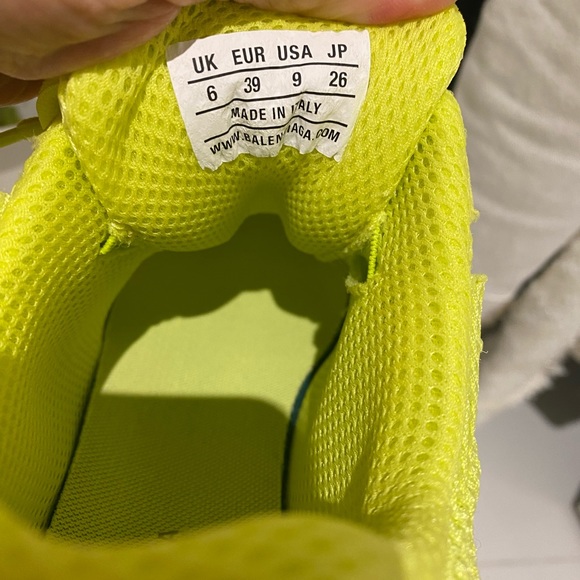 UK EUR USA JP
6 39 9 26
MADE IN ITALY
WWW.BALENCIAGA.COM